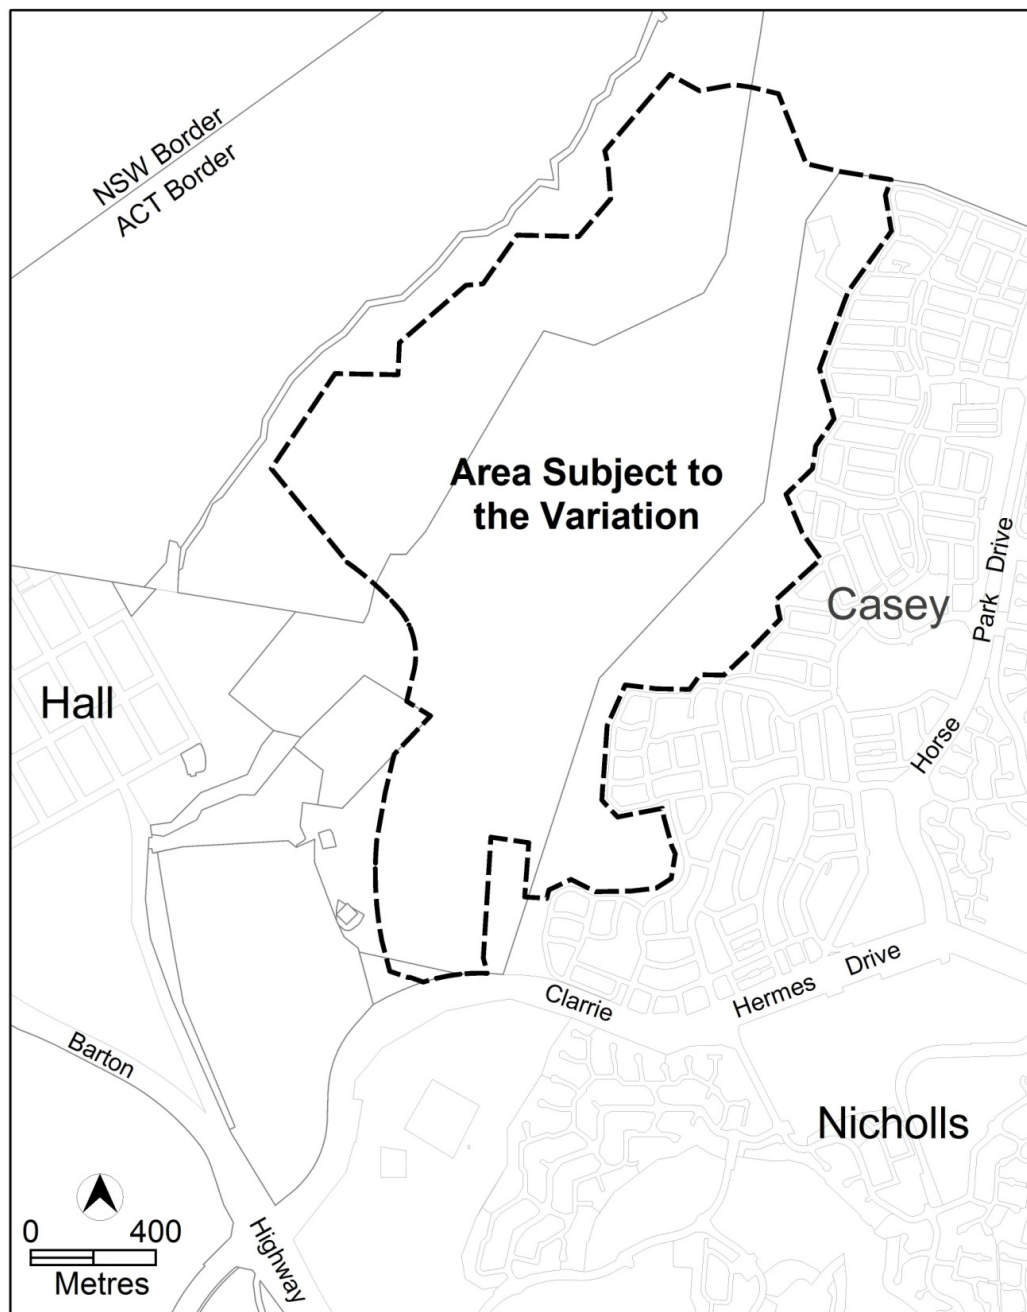 NSW Border
ACT Border
Area Subject to
the Variation
Casey
Park Drive
Hall
Horse
Clarrie
Hermes Drive
Barton
Nicholls
Highway
0 400
Metres